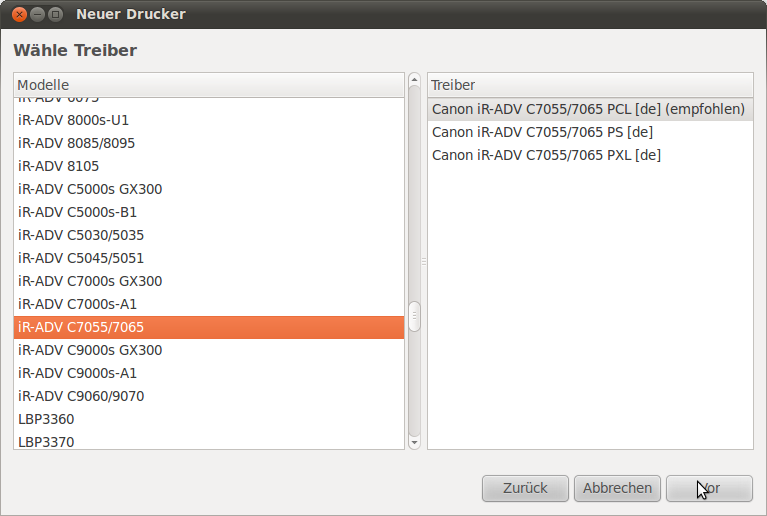 Neuer Drucker
Wähle Treiber
Modelle
iR-ADV 6075
iR-ADV 8000s-U1
iR-ADV 8085/8095
iR-ADV 8105
iR-ADV C5000s GX300
iR-ADV C5000s-B1
iR-ADV C5030/5035
iR-ADV C5045/5051
iR-ADV C7000s GX300
iR-ADV C7000s-A1
iR-ADV C7055/7065
iR-ADV C9000s GX300
iR-ADV C9000s-A1
iR-ADV C9060/9070
LBP3360
LBP3370
Treiber
Canon iR-ADV C7055/7065 PCL [de] (empfohlen)
Canon iR-ADV C7055/7065 PS [de]
Canon iR-ADV C7055/7065 PXL [de]
Zurück
Abbrechen
Vor